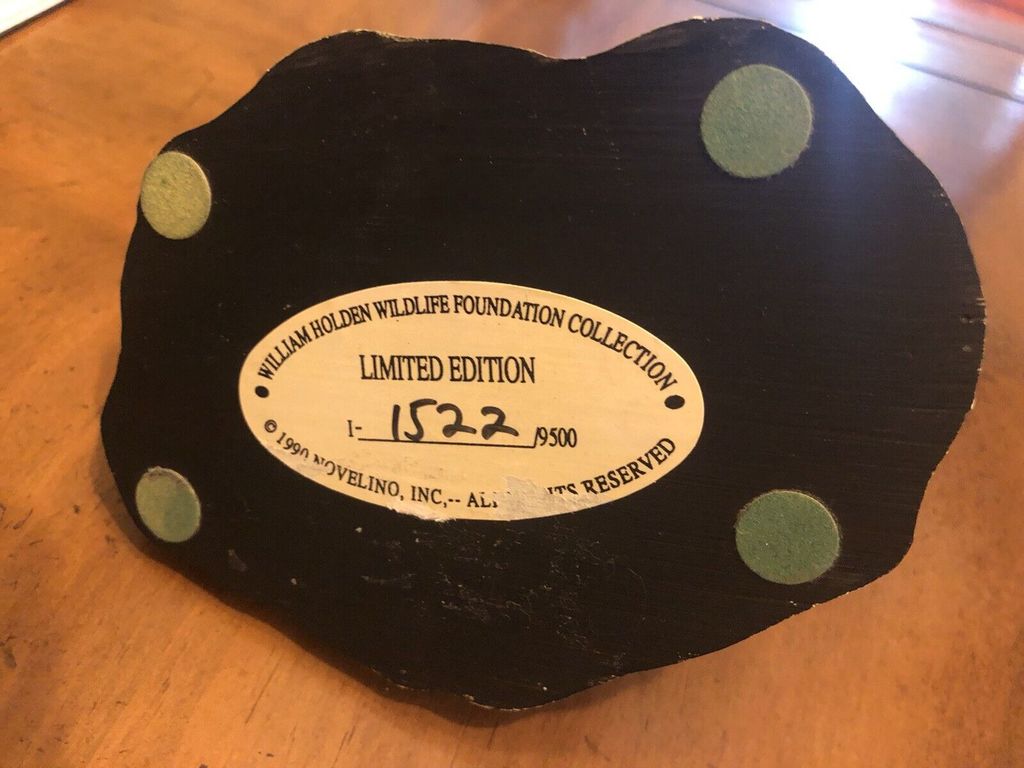 WILLIAM HOLDEN WILDLIFE FOUNDATION COLLECTION
LIMITED EDITION
I- 1522 /9500
© 1990 NOVELINO, INC,-- RESERVED